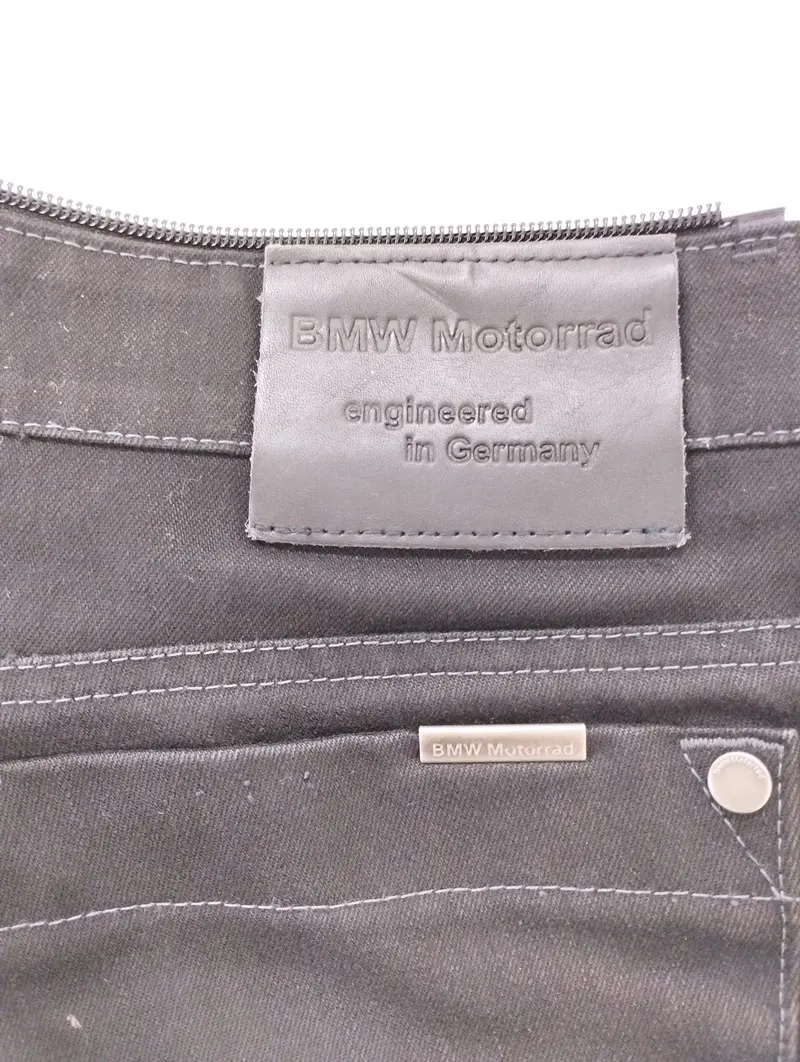 BMW Motorrad
engineered
in Germany
BMW Motorrad